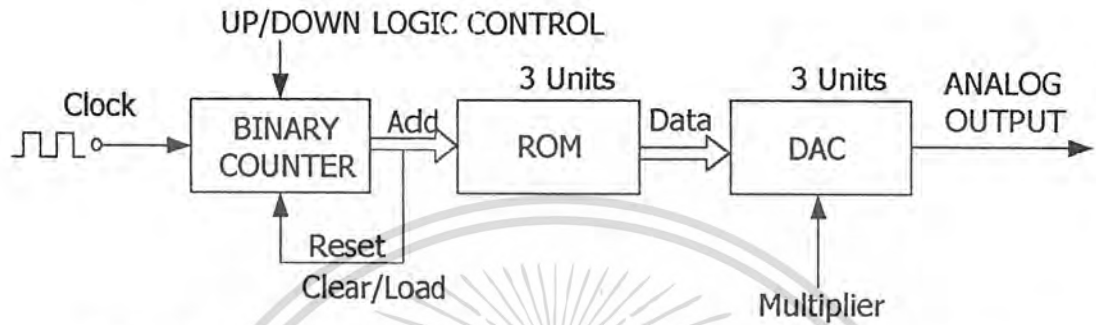 UP/DOWN LOGIC CONTROL
Clock
BINARY
COUNTER
Add
3 Units
ROM
Data
3 Units
DAC
ANALOG
OUTPUT
Reset
Clear/Load
Multiplier